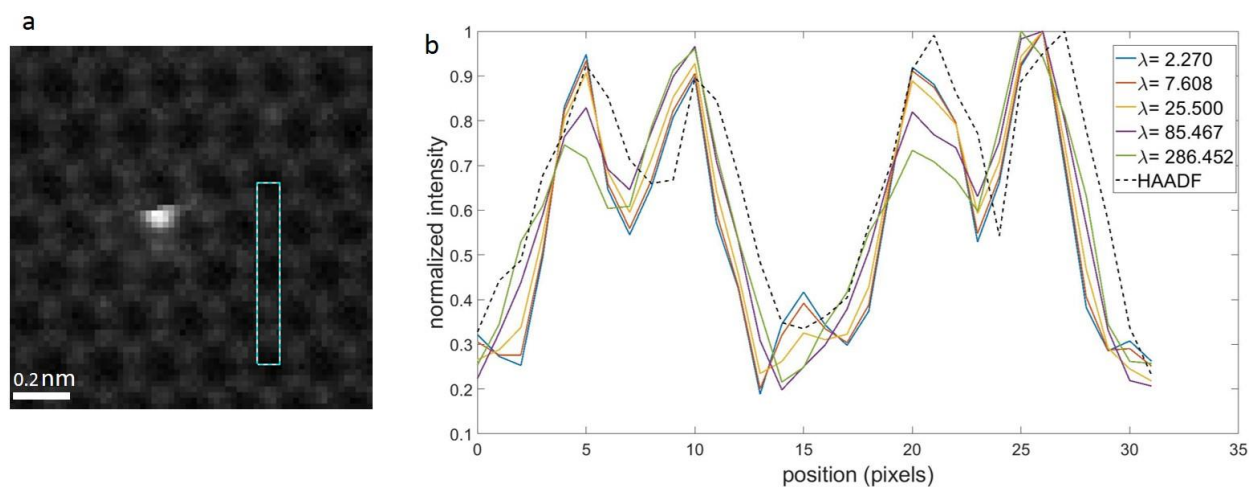 a
0.2nm
b
normalized intensity
1
0.9
0.8
0.7
0.6
0.5
0.4
0.3
0.2
0.1
0 5 10 15 20 25 30 35
position (pixels)
λ= 2.270
λ= 7.608
λ= 25.500
λ= 85.467
λ= 286.452
HAADF